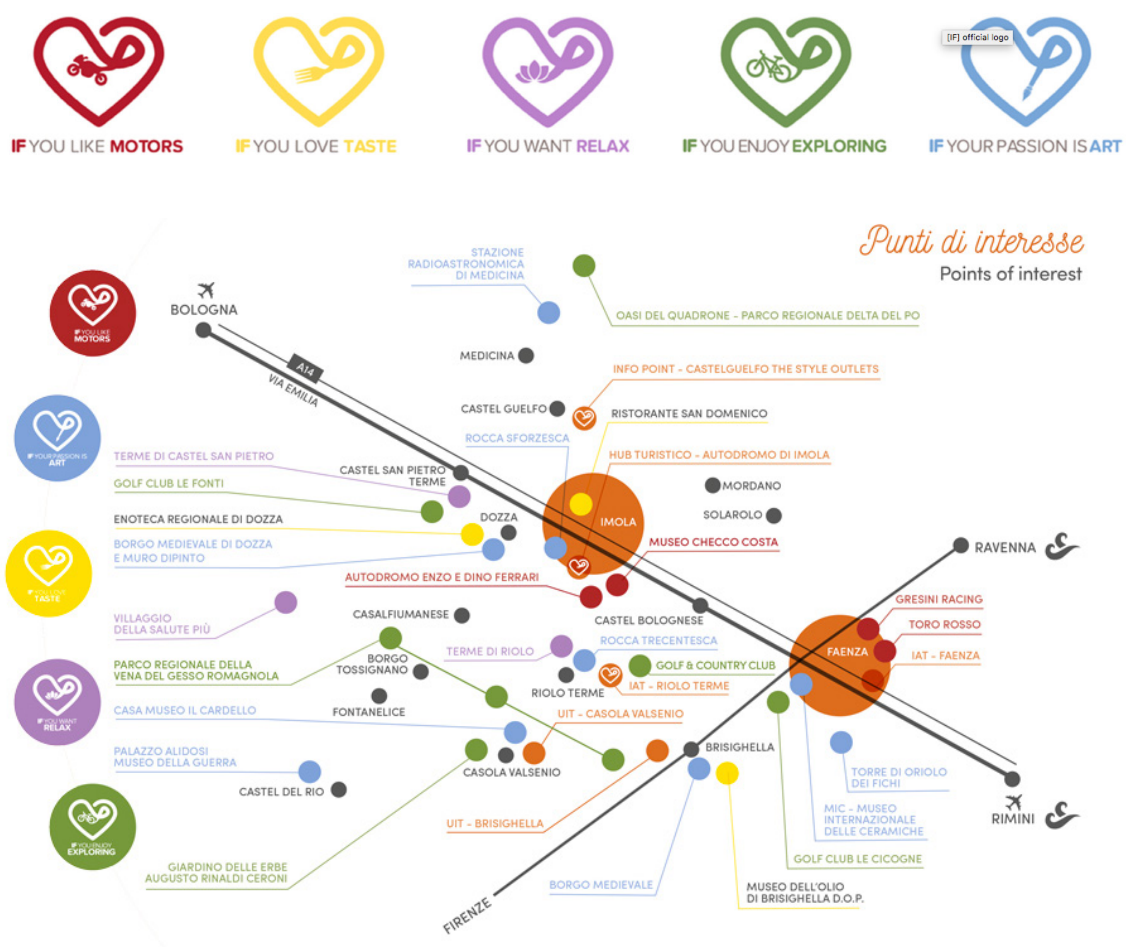 [IF] official logo
IF YOU LIKE MOTORS
IF YOU LOVE TASTE
IF YOU WANT RELAX
IF YOU ENJOY EXPLORING
IF YOUR PASSION IS ART
Punti di interesse
Points of interest
STAZIONE
RADIOASTRONOMICA
DI MEDICINA
IF YOU LIKE
MOTORS
BOLOGNA
OASI DEL QUADRONE - PARCO REGIONALE DELTA DEL PO
MEDICINA
A14
VIA EMILIA
INFO POINT - CASTELGUELFO THE STYLE OUTLETS
CASTEL GUELFO
RISTORANTE SAN DOMENICO
IF YOUR PASSION IS
ART
ROCCA SFORZESCA
TERME DI CASTEL SAN PIETRO
HUB TURISTICO - AUTODROMO DI IMOLA
CASTEL SAN PIETRO
TERME
GOLF CLUB LE FONTI
MORDANO
ENOTECA REGIONALE DI DOZZA
DOZZA
IMOLA
SOLAROLO
BORGO MEDIEVALE DI DOZZA
E MURO DIPINTO
MUSEO CHECCO COSTA
RAVENNA
IF YOU LOVE
TASTE
AUTODROMO ENZO E DINO FERRARI
GRESINI RACING
VILLAGGIO
DELLA SALUTE PIÙ
CASALFIUMANESE
CASTEL BOLOGNESE
TORO ROSSO
TERME DI RIOLO
ROCCA TRECENTESCA
FAENZA
IAT - FAENZA
PARCO REGIONALE DELLA
VENA DEL GESSO ROMAGNOLA
BORGO
TOSSIGNANO
GOLF & COUNTRY CLUB
RIOLO TERME
IAT - RIOLO TERME
IF YOU WANT
RELAX
FONTANELICE
CASA MUSEO IL CARDELLO
UIT - CASOLA VALSENIO
PALAZZO ALIDOSI
MUSEO DELLA GUERRA
BRISIGHELLA
CASOLA VALSENIO
CASTEL DEL RIO
TORRE DI ORIOLO
DEI FICHI
RIMINI
UIT - BRISIGHELLA
MIC - MUSEO
INTERNAZIONALE
DELLE CERAMICHE
IF YOU ENJOY
EXPLORING
GOLF CLUB LE CICOGNE
GIARDINO DELLE ERBE
AUGUSTO RINALDI CERONI
BORGO MEDIEVALE
MUSEO DELL'OLIO
DI BRISIGHELLA D.O.P.
FIRENZE